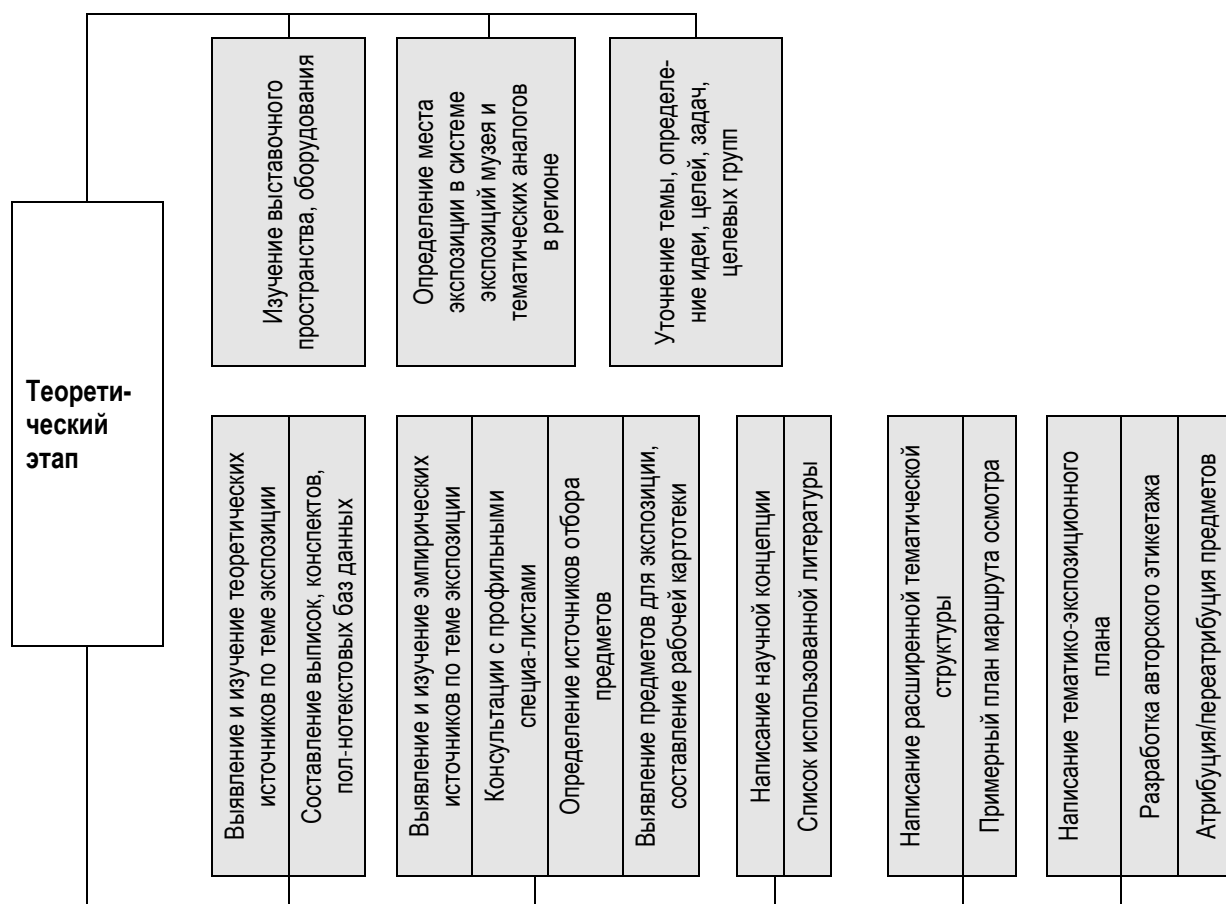 Теорети-
ческий
этап
Изучение выставочного
пространства, оборудования
Определение места
экспозиции в системе
экспозиций музея и
тематических аналогов
в регионе
Уточнение темы, определе-
ние идеи, целей, задач,
целевых групп
Выявление и изучение теоретических
источников по теме экспозиции
Составление выписок, конспектов,
пол-нотекстовых баз данных
Выявление и изучение эмпирических
источников по теме экспозиции
Консультации с профильными
специа-листами
Определение источников отбора
предметов
Выявление предметов для экспозиции,
составление рабочей картотеки
Написание научной концепции
Список использованной литературы
Написание расширенной тематической
структуры
Примерный план маршрута осмотра
Написание тематико-экспозиционного
плана
Разработка авторского этикетажа
Атрибуция/переатрибуция предметов